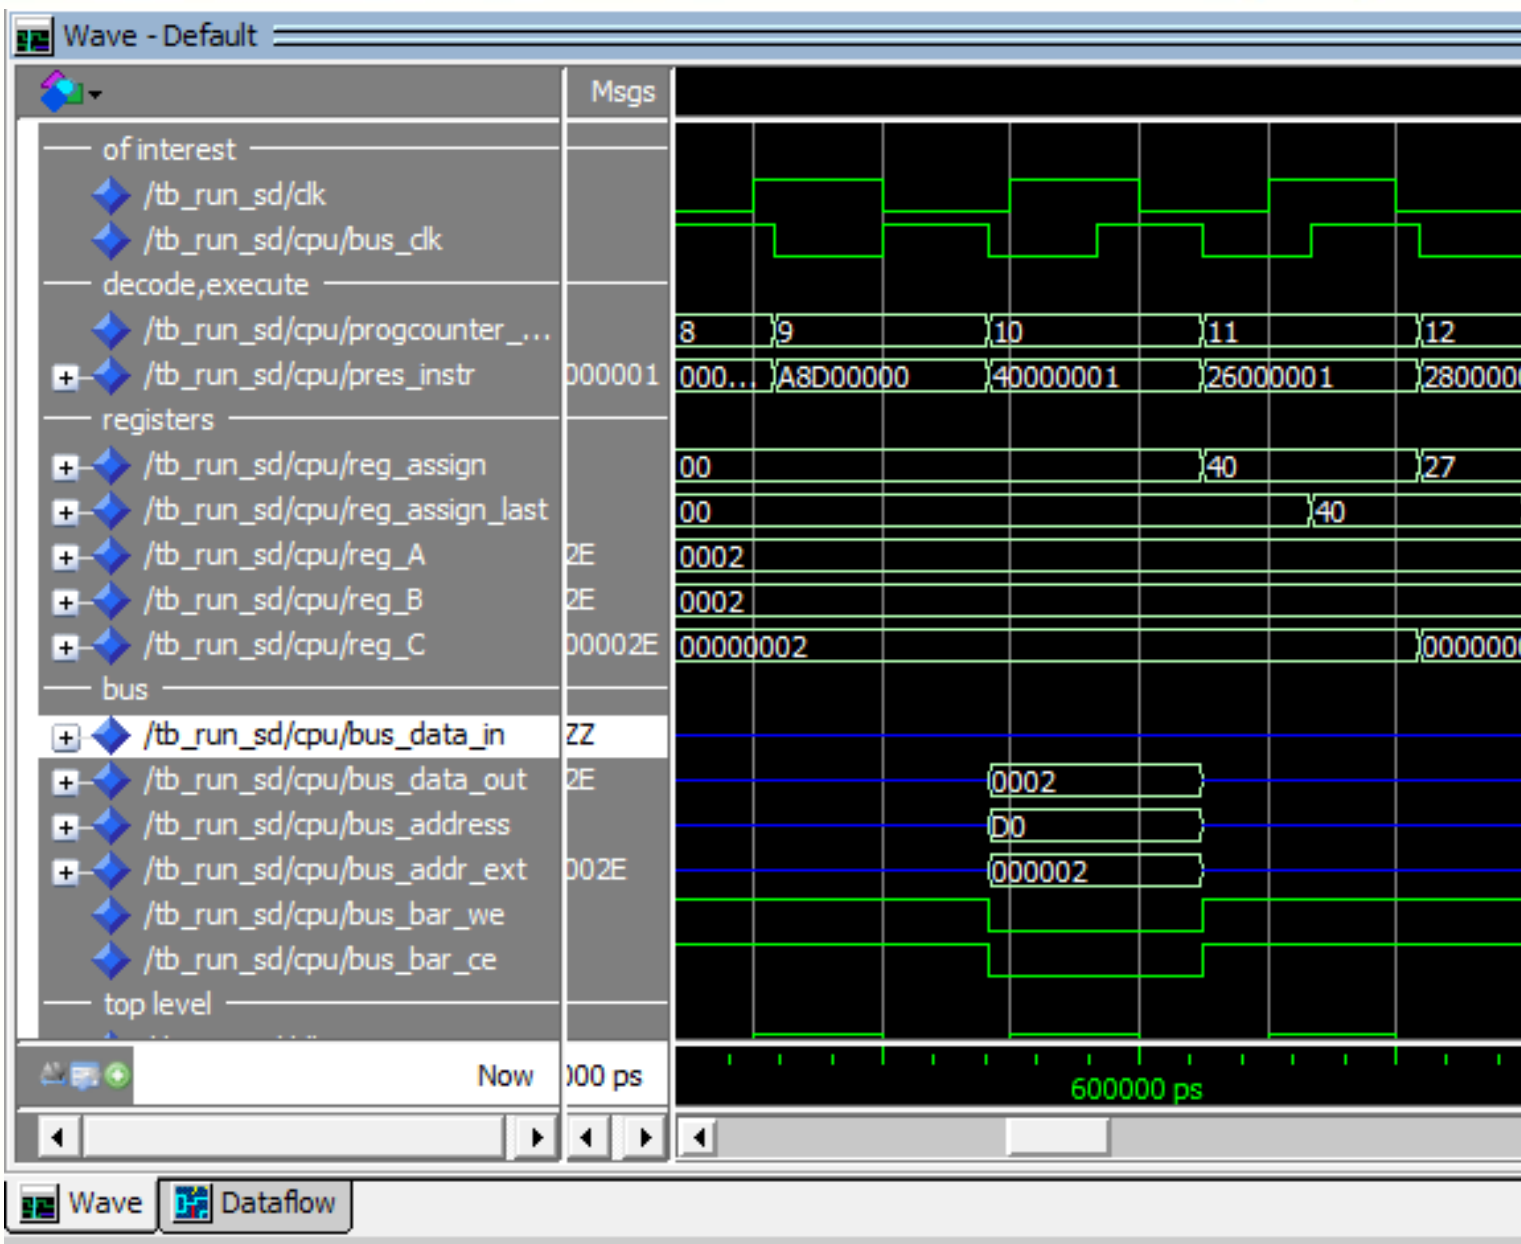 Wave - Default
Msgs
of interest
/tb_run_sd/clk
/tb_run_sd/cpu/bus_clk
decode,execute
/tb_run_sd/cpu/progcounter_... 8 9 10 11 12
/tb_run_sd/cpu/pres_instr 000001 000... A8D00000 40000001 26000001 2800000
registers
/tb_run_sd/cpu/reg_assign 00 40 27
/tb_run_sd/cpu/reg_assign_last 00 40
/tb_run_sd/cpu/reg_A 2E 0002
/tb_run_sd/cpu/reg_B 2E 0002
/tb_run_sd/cpu/reg_C 00002E 00000002 0000000
bus
/tb_run_sd/cpu/bus_data_in ZZ
/tb_run_sd/cpu/bus_data_out 2E 0002
/tb_run_sd/cpu/bus_address D0
/tb_run_sd/cpu/bus_addr_ext 002E 000002
/tb_run_sd/cpu/bus_bar_we
/tb_run_sd/cpu/bus_bar_ce
top level
Now 000 ps 600000 ps
Wave Dataflow